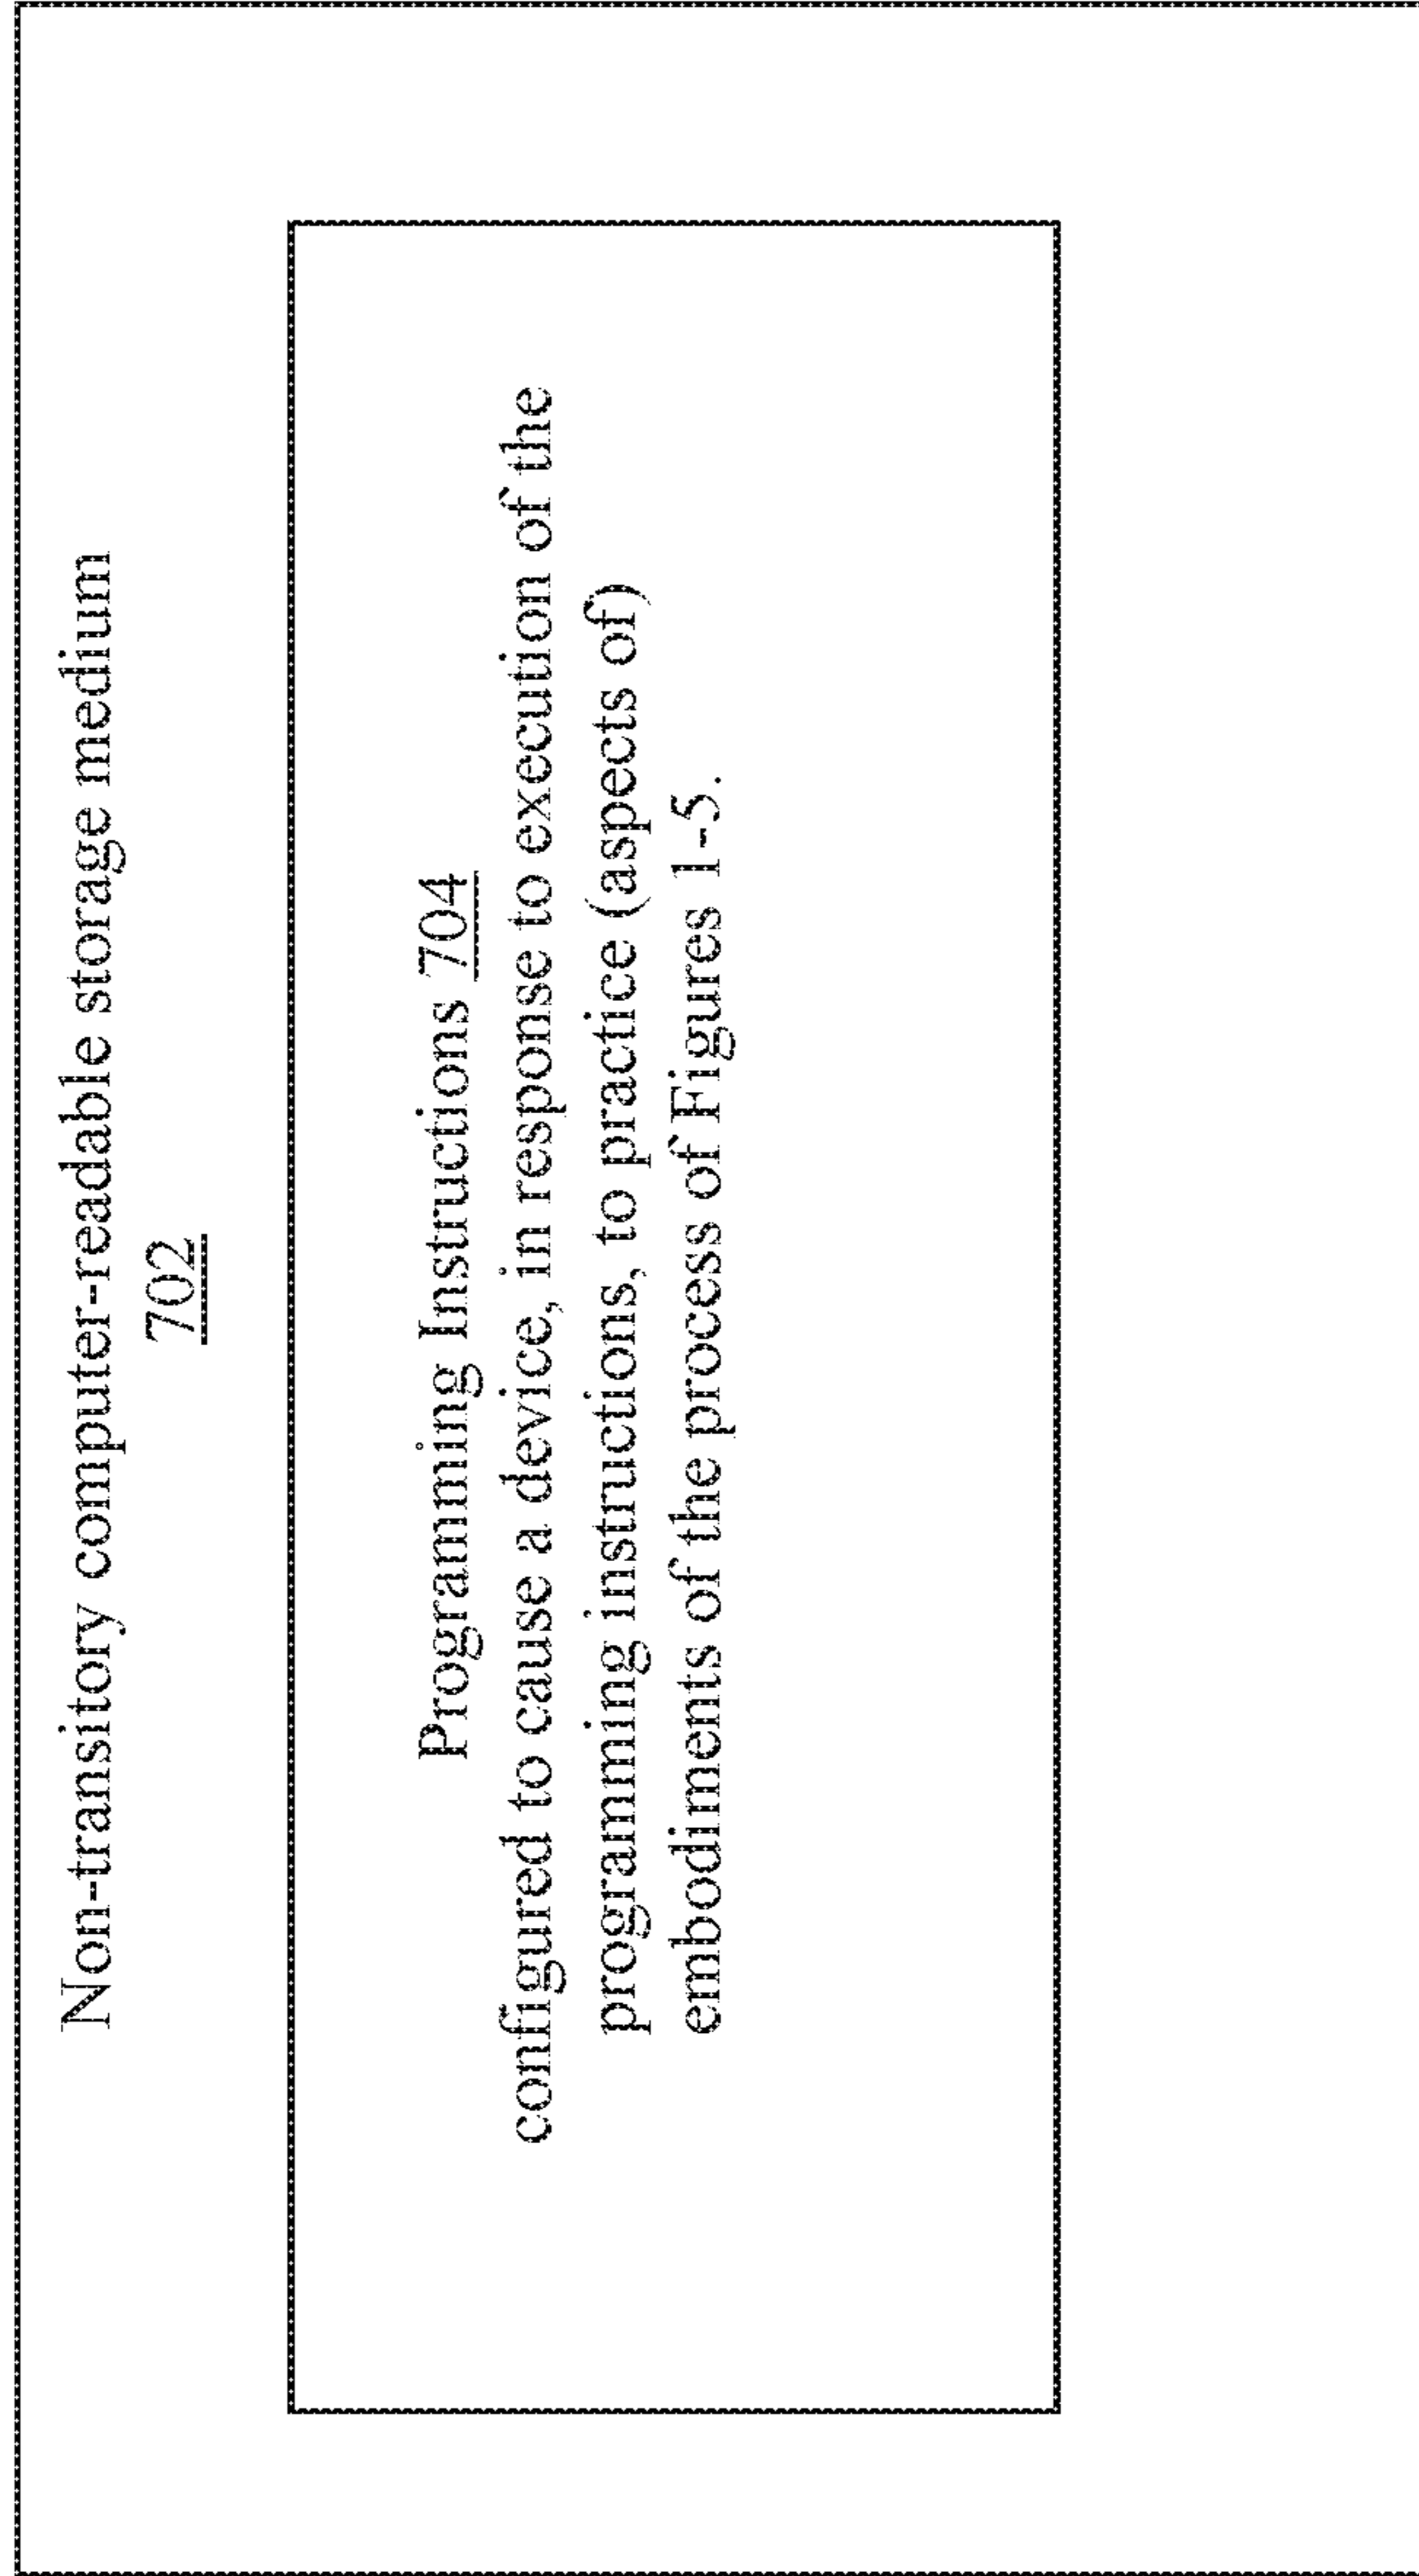 Non-transitory computer-readable storage medium
702
Programming Instructions 704
configured to cause a device, in response to execution of the
programming instructions, to practice (aspects of)
embodiments of the process of Figures 1-5.